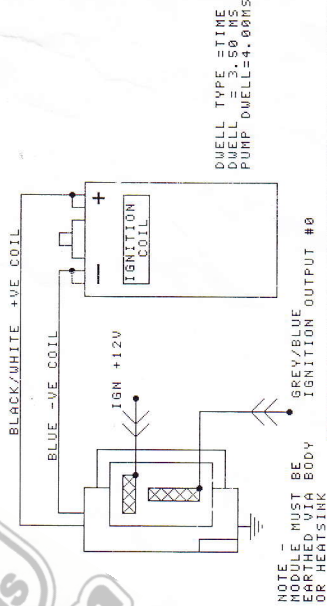 BLACK/WHITE +VE COIL
BLUE -VE COIL
IGN +12V
IGNITION
COIL
- +
DWELL TYPE =TIME
DWELL = 3.50 MS
PUMP DWELL=4.00MS
GREY/BLUE
IGNITION OUTPUT #0
NOTE-
MODULE MUST BE
EARTHED VIA BODY
OR HEATSINK